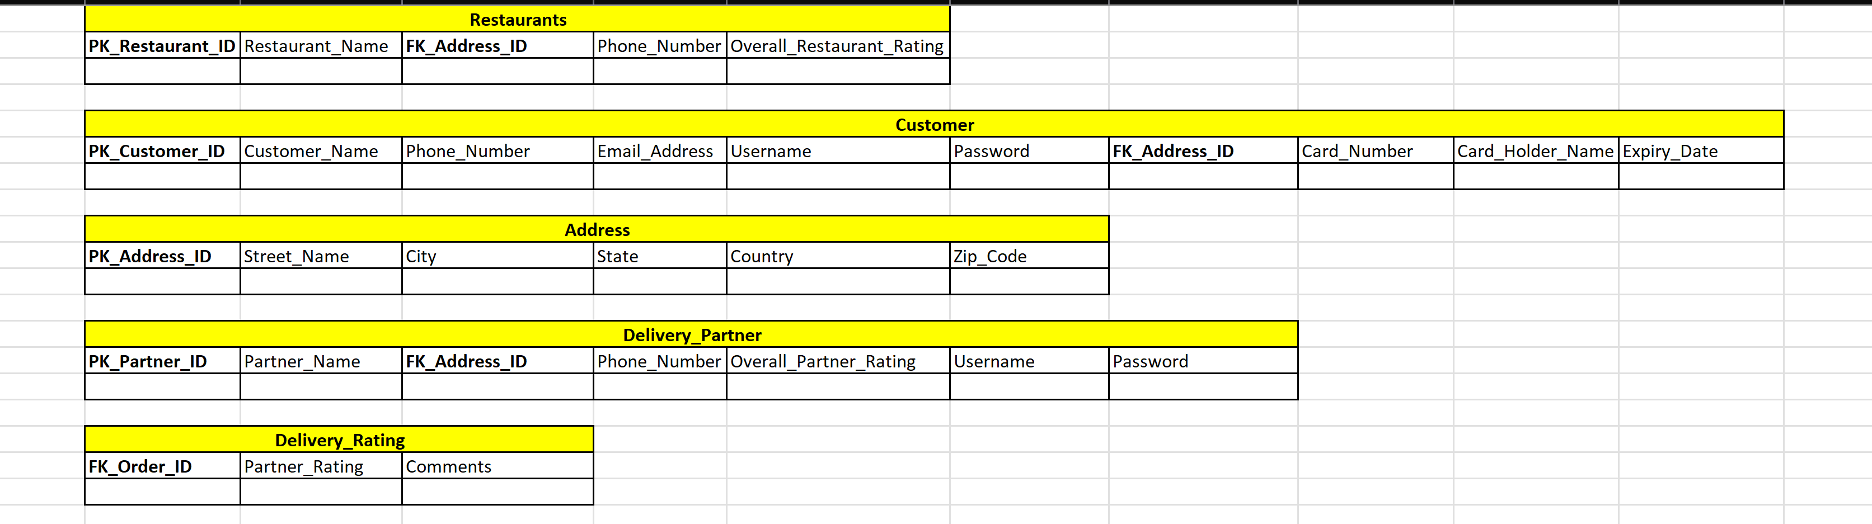 Restaurants
PK_Restaurant_ID Restaurant_Name FK_Address_ID Phone_Number Overall_Restaurant_Rating
Customer
PK_Customer_ID Customer_Name Phone_Number Email_Address Username Password FK_Address_ID Card_Number Card_Holder_Name Expiry_Date
Address
PK_Address_ID Street_Name City State Country Zip_Code
Delivery_Partner
PK_Partner_ID Partner_Name FK_Address_ID Phone_Number Overall_Partner_Rating Username Password
Delivery_Rating
FK_Order_ID Partner_Rating Comments